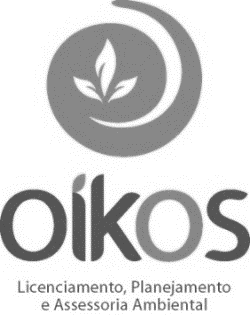 oikos
Licenciamento, Planejamento
e Assessoria Ambiental